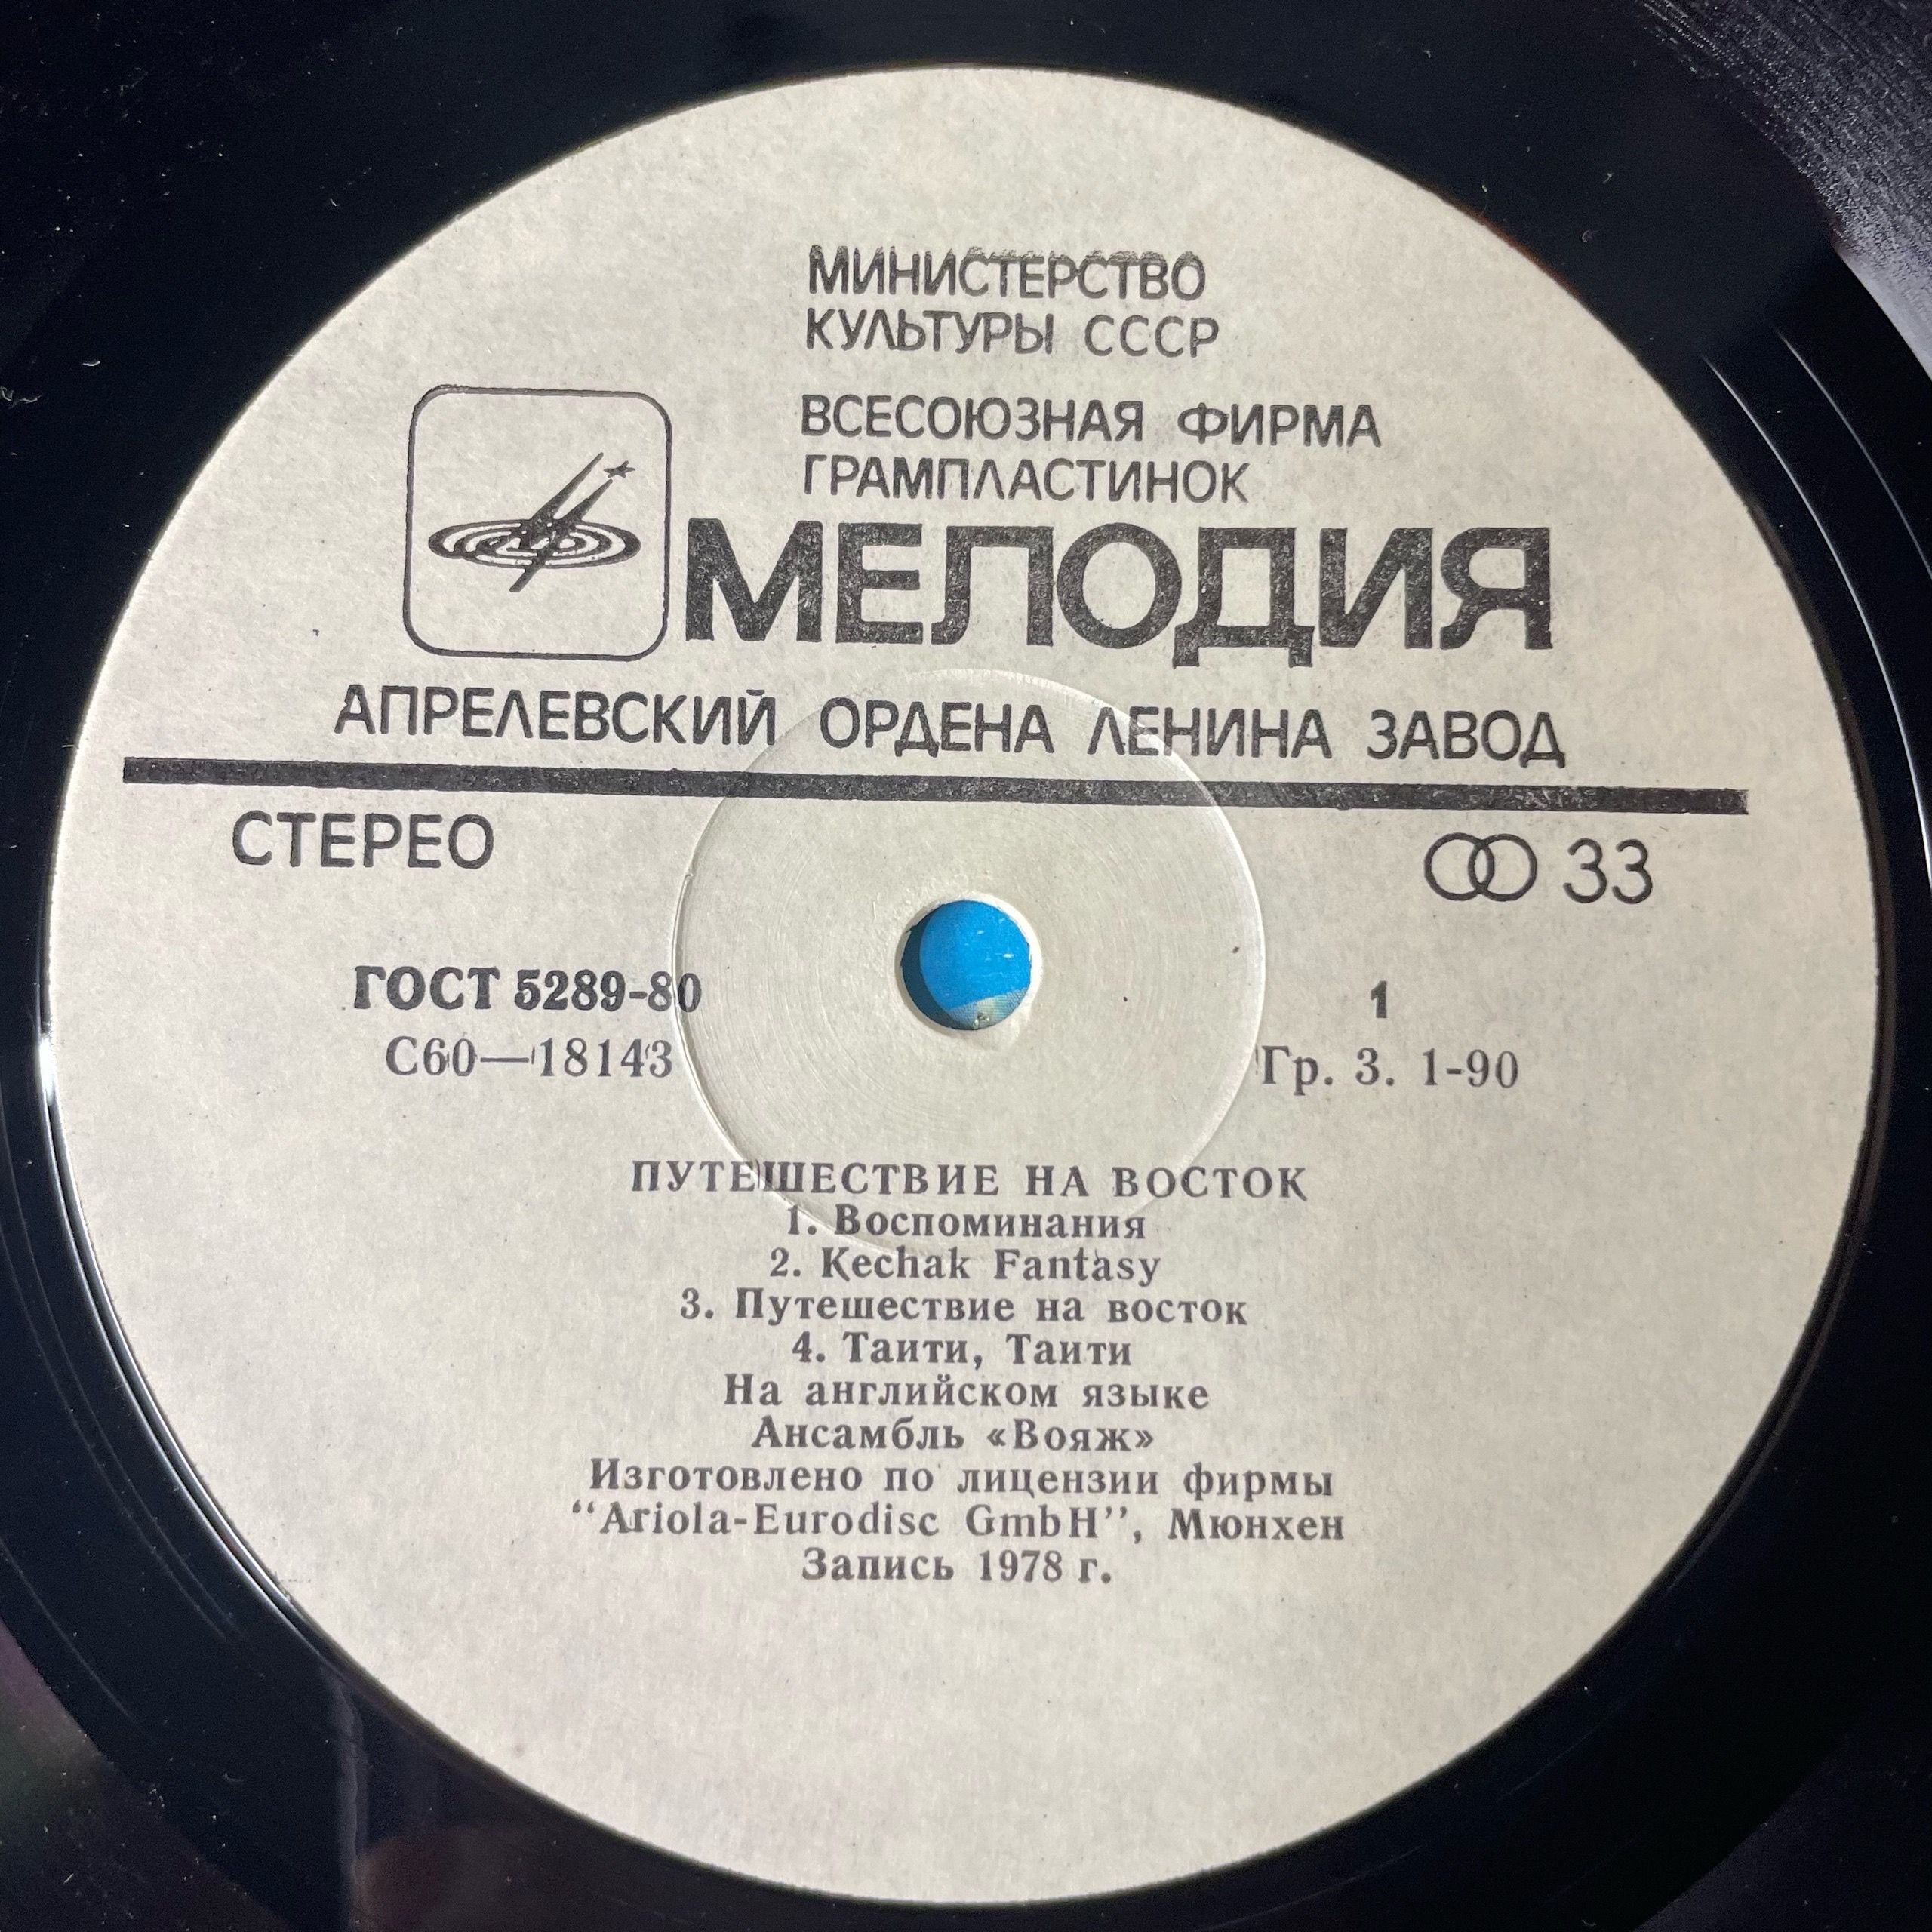 МИНИСТЕРСТВО
КУЛЬТУРЫ СССР
ВСЕСОЮЗНАЯ ФИРМА
ГРАМПЛАСТИНОК
МЕЛОДИЯ
АПРЕЛЕВСКИЙ ОРДЕНА ЛЕНИНА ЗАВОД
СТЕРЕО 33
ГОСТ 5289-80 1
С60—18143 Гр. 3. 1-90
ПУТЕШЕСТВИЕ НА ВОСТОК
1. Воспоминания
2. Kechak Fantasy
3. Путешествие на восток
4. Таити, Таити
На английском языке
Ансамбль «Вояж»
Изготовлено по лицензии фирмы
“Ariola-Eurodisc GmbH”, Мюнхен
Запись 1978 г.